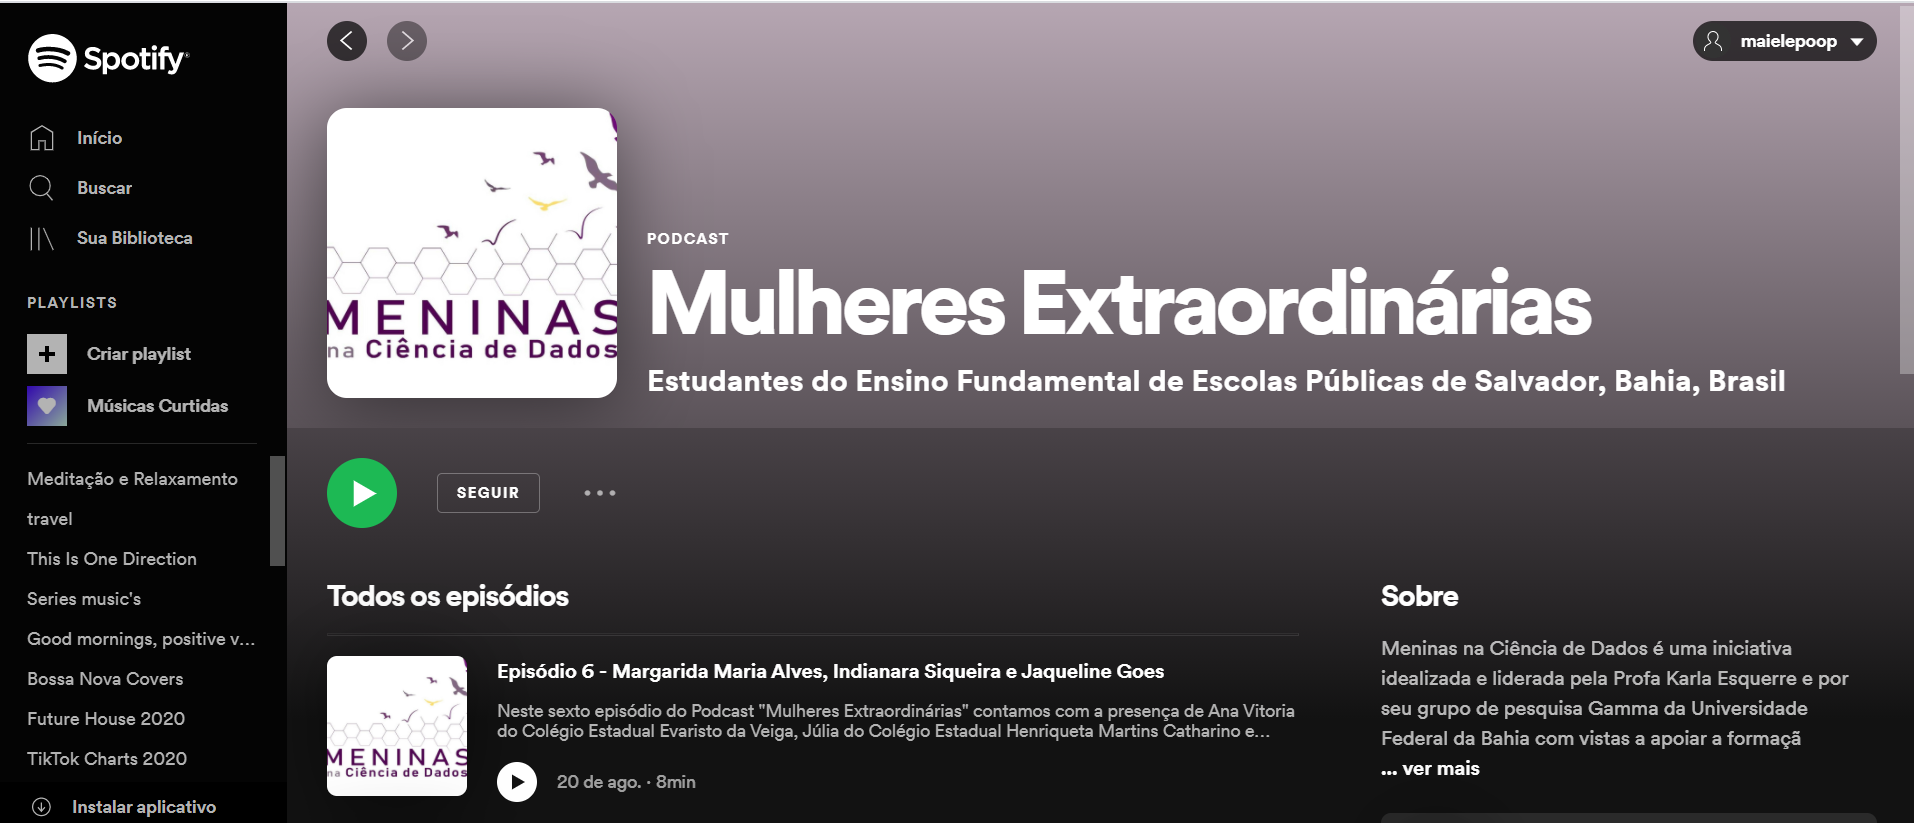 Spotify®
Início
Buscar
Sua Biblioteca
PLAYLISTS
Criar playlist
Músicas Curtidas
Meditação e Relaxamento
travel
This Is One Direction
Series music's
Good mornings, positive v...
Bossa Nova Covers
Future House 2020
TikTok Charts 2020
Instalar aplicativo
maielepoop
MENINAS
na Ciência de Dados
PODCAST
Mulheres Extraordinárias
Estudantes do Ensino Fundamental de Escolas Públicas de Salvador, Bahia, Brasil
SEGUIR
Todos os episódios
MENINAS
na Ciência de Dados
Episódio 6 - Margarida Maria Alves, Indianara Siqueira e Jaqueline Goes
Neste sexto episódio do Podcast "Mulheres Extraordinárias" contamos com a presença de Ana Vitoria
do Colégio Estadual Evaristo da Veiga, Júlia do Colégio Estadual Henriqueta Martins Catharino e...
20 de ago. · 8min
Sobre
Meninas na Ciência de Dados é uma iniciativa
idealizada e liderada pela Profa Karla Esquerre e por
seu grupo de pesquisa Gamma da Universidade
Federal da Bahia com vistas a apoiar a formaçã
... ver mais